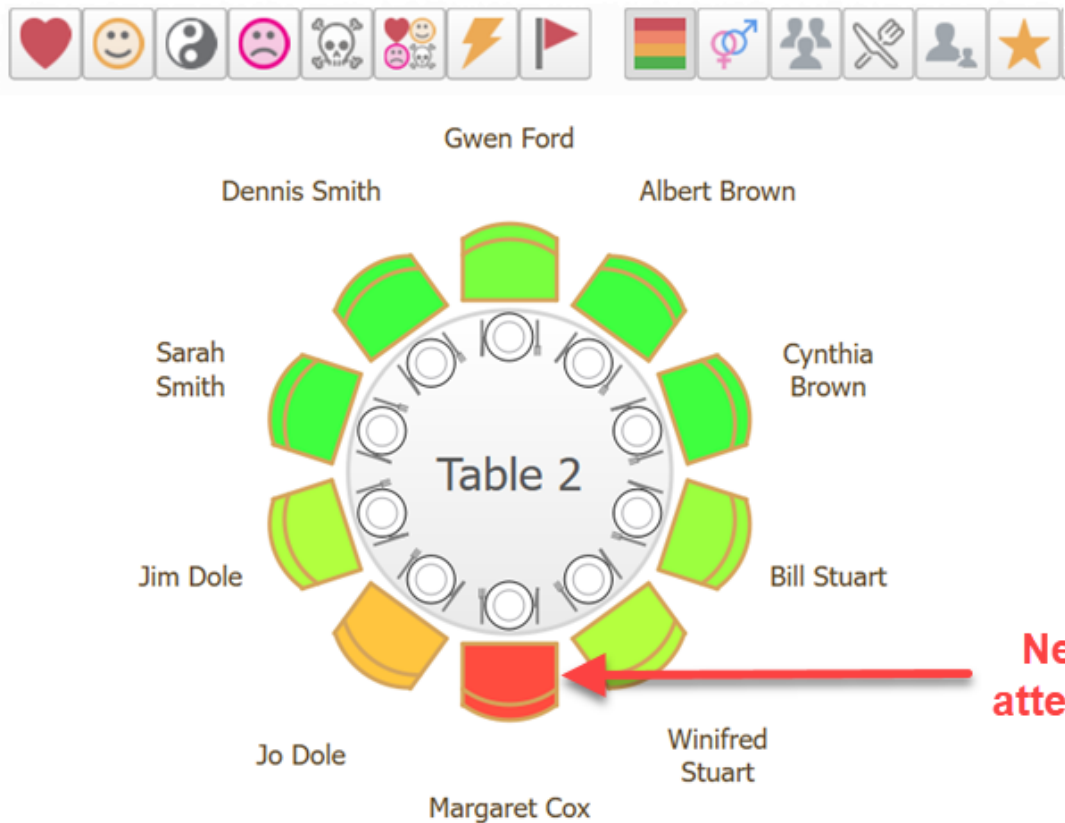 Gwen Ford
Dennis Smith
Albert Brown
Sarah
Smith
Cynthia
Brown
Table 2
Jim Dole
Bill Stuart
Jo Dole
Winifred
Stuart
Margaret Cox